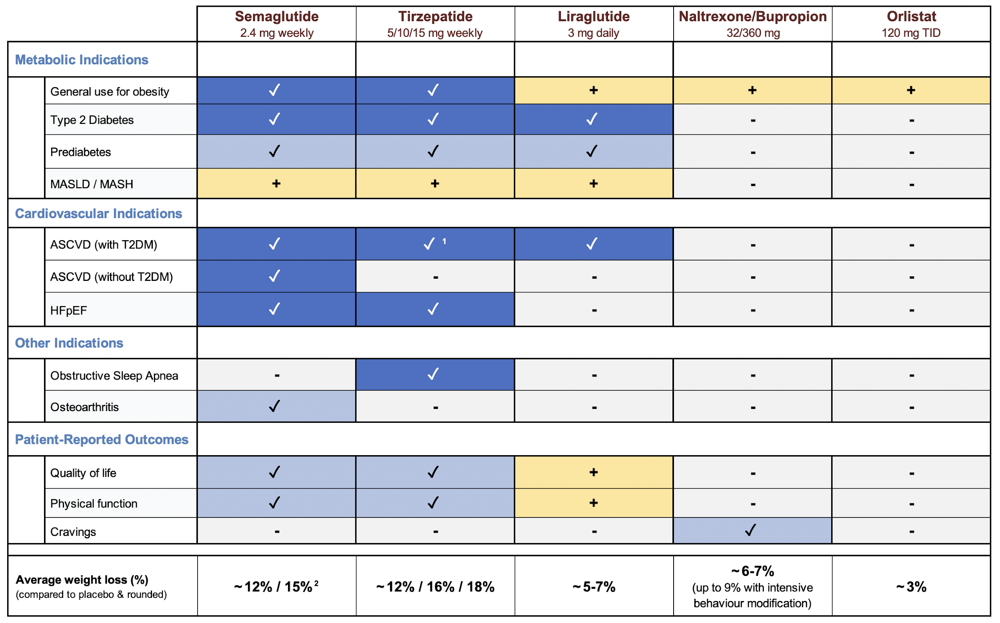 Semaglutide Tirzepatide Liraglutide Naltrexone/Bupropion Orlistat
2.4 mg weekly 5/10/15 mg weekly 3 mg daily 32/360 mg 120 mg TID
Metabolic Indications
General use for obesity ✓ ✓ + + +
Type 2 Diabetes ✓ ✓ ✓ - -
Prediabetes ✓ ✓ ✓ - -
MASLD / MASH + + + - -
Cardiovascular Indications
ASCVD (with T2DM) ✓ ✓ ¹ ✓ - -
ASCVD (without T2DM) ✓ - - - -
HFpEF ✓ ✓ - - -
Other Indications
Obstructive Sleep Apnea - ✓ - - -
Osteoarthritis ✓ - - - -
Patient-Reported Outcomes
Quality of life ✓ ✓ + - -
Physical function ✓ ✓ + - -
Cravings - - - ✓ -
Average weight loss (%)
(compared to placebo & rounded)
~12% / 15%²
~12% / 16% / 18%
~5-7%
~6-7%
(up to 9% with intensive
behaviour modification)
~3%